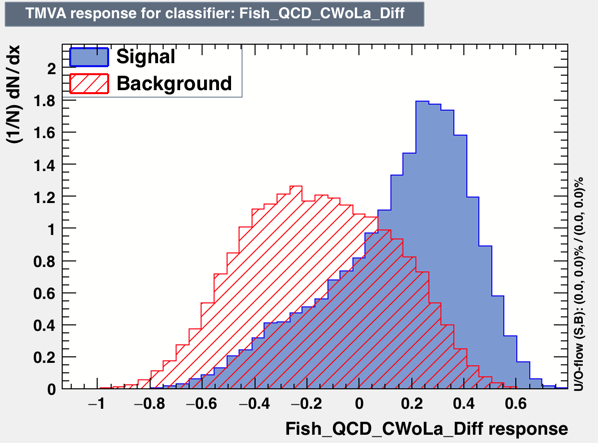 TMVA response for classifier: Fish_QCD_CWoLa_Diff
(1/N) dN/dx
Signal
Background
2
1.8
1.6
1.4
1.2
1
0.8
0.6
0.4
0.2
0
−1 −0.8 −0.6 −0.4 −0.2 0 0.2 0.4 0.6
Fish_QCD_CWoLa_Diff response
U/O-flow (S,B): (0.0, 0.0)% / (0.0, 0.0)%